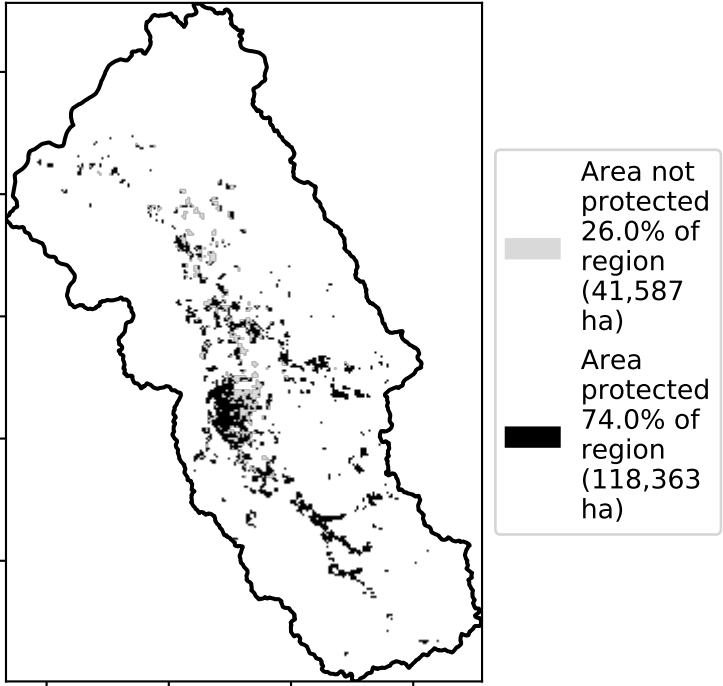 Area not
protected
26.0% of
region
(41,587
ha)
Area
protected
74.0% of
region
(118,363
ha)